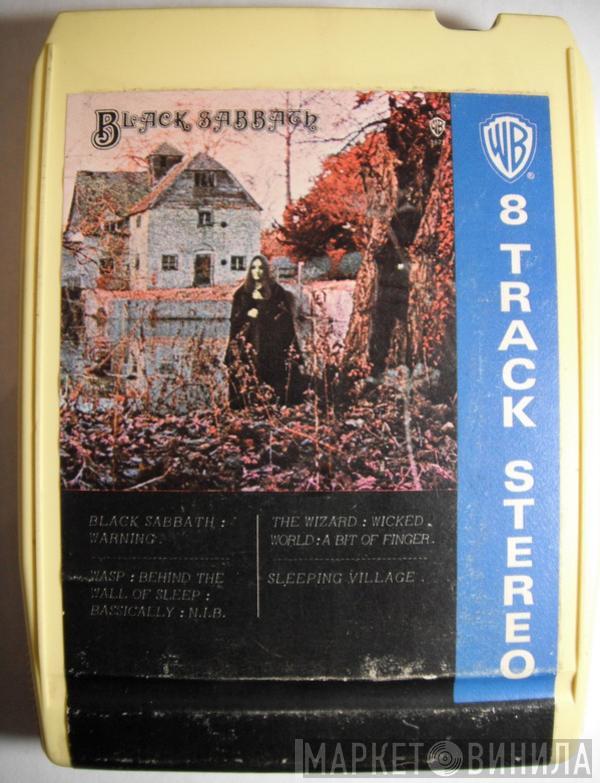 BLACK SABBATH
WB
WB
®
8 TRACK STEREO
BLACK SABBATH :
WARNING .
THE WIZARD : WICKED .
WORLD : A BIT OF FINGER .
WASP : BEHIND THE
WALL OF SLEEP :
BASSICALLY : N.I.B.
SLEEPING VILLAGE .
МАРКЕТ ВИНИЛА